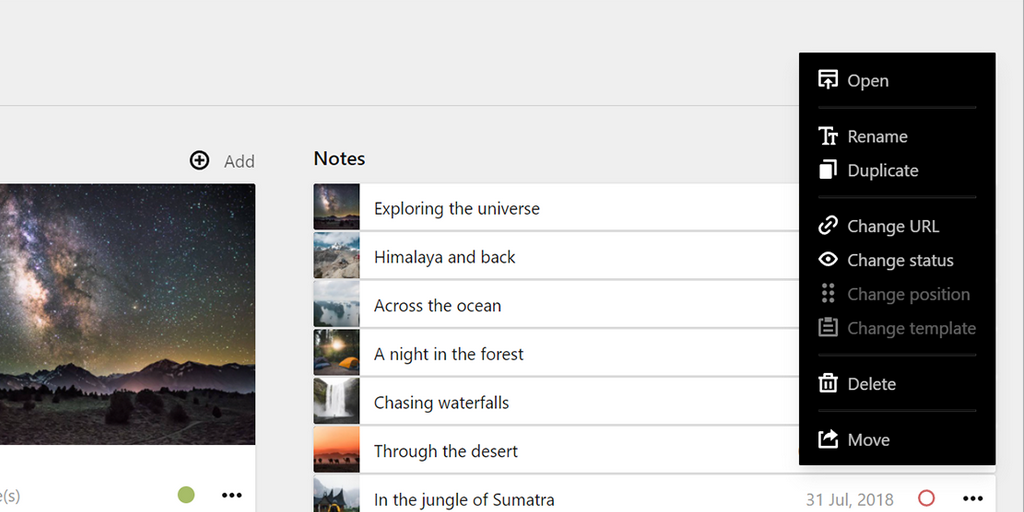 Add
Notes
Exploring the universe
Himalaya and back
Across the ocean
A night in the forest
Chasing waterfalls
Through the desert
In the jungle of Sumatra
31 Jul, 2018
e(s)
Open
Rename
Duplicate
Change URL
Change status
Change position
Change template
Delete
Move